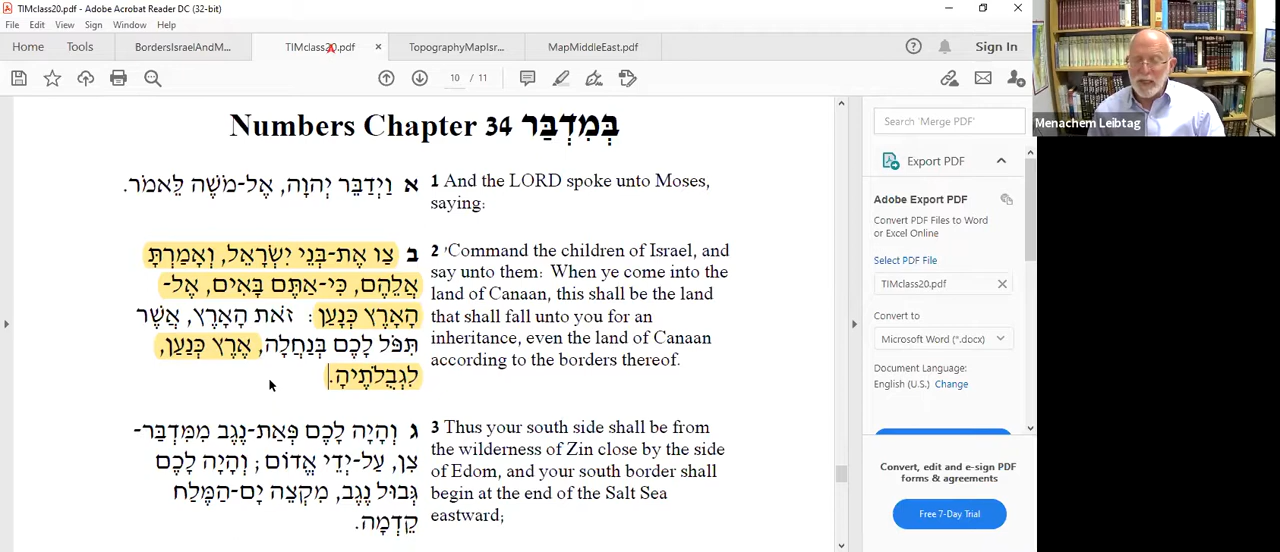 TIMclass20.pdf - Adobe Acrobat Reader DC (32-bit)
File Edit View Sign Window Help
Home Tools BordersIsraelAndM... TIMclass20.pdf TopographyMapIsr... MapMiddleEast.pdf Sign In
10 / 11
Numbers Chapter 34 בְּמִדְבַּר
א וַיְדַבֵּר יְהוָה, אֶל-מֹשֶׁה לֵּאמֹר.
1 And the LORD spoke unto Moses,
saying:
ב צַו אֶת-בְּנֵי יִשְׂרָאֵל, וְאָמַרְתָּ
אֲלֵהֶם, כִּי-אַתֶּם בָּאִים, אֶל-
הָאָרֶץ כְּנָעַן: זֹאת הָאָרֶץ, אֲשֶׁר
תִּפֹּל לָכֶם בְּנַחֲלָה, אֶרֶץ כְּנַעַן,
לִגְבֻלֹתֶיהָ.
2 'Command the children of Israel, and
say unto them: When ye come into the
land of Canaan, this shall be the land
that shall fall unto you for an
inheritance, even the land of Canaan
according to the borders thereof.
ג וְהָיָה לָכֶם פְּאַת-נֶגֶב מִמִּדְבַּר-
צִן, עַל-יְדֵי אֱדוֹם; וְהָיָה לָכֶם
גְּבוּל נֶגֶב, מִקְצֵה יָם-הַמֶּלַח
קֵדְמָה.
3 Thus your south side shall be from
the wilderness of Zin close by the side
of Edom, and your south border shall
begin at the end of the Salt Sea
eastward;
Search 'Merge PDF'
Export PDF
Adobe Export PDF
Convert PDF Files to Word
or Excel Online
Select PDF File
TIMclass20.pdf
Convert to
Microsoft Word (*.docx)
Document Language:
English (U.S.) Change
Convert, edit and e-sign PDF
forms & agreements
Free 7-Day Trial
Menachem Leibtag